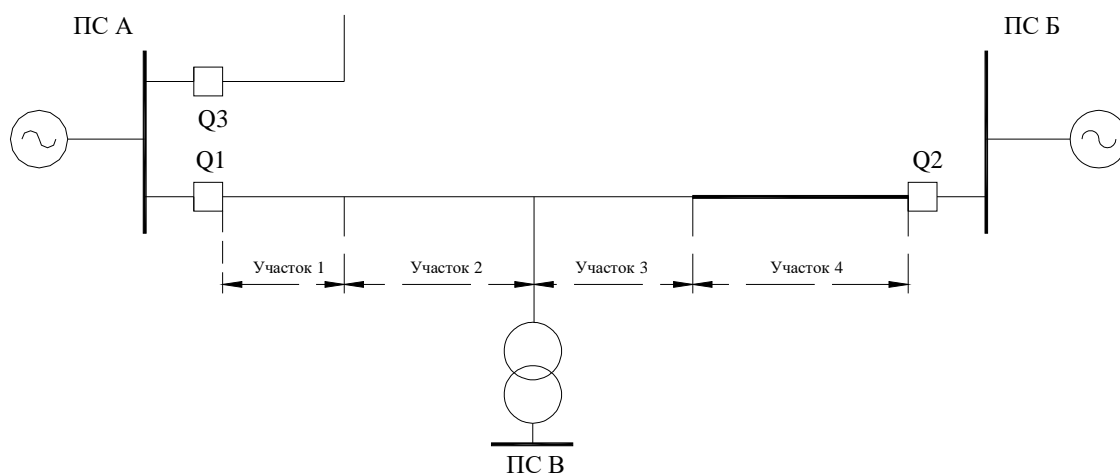 ПС А
ПС Б
Q3
Q1
Q2
Участок 1
Участок 2
Участок 3
Участок 4
ПС В